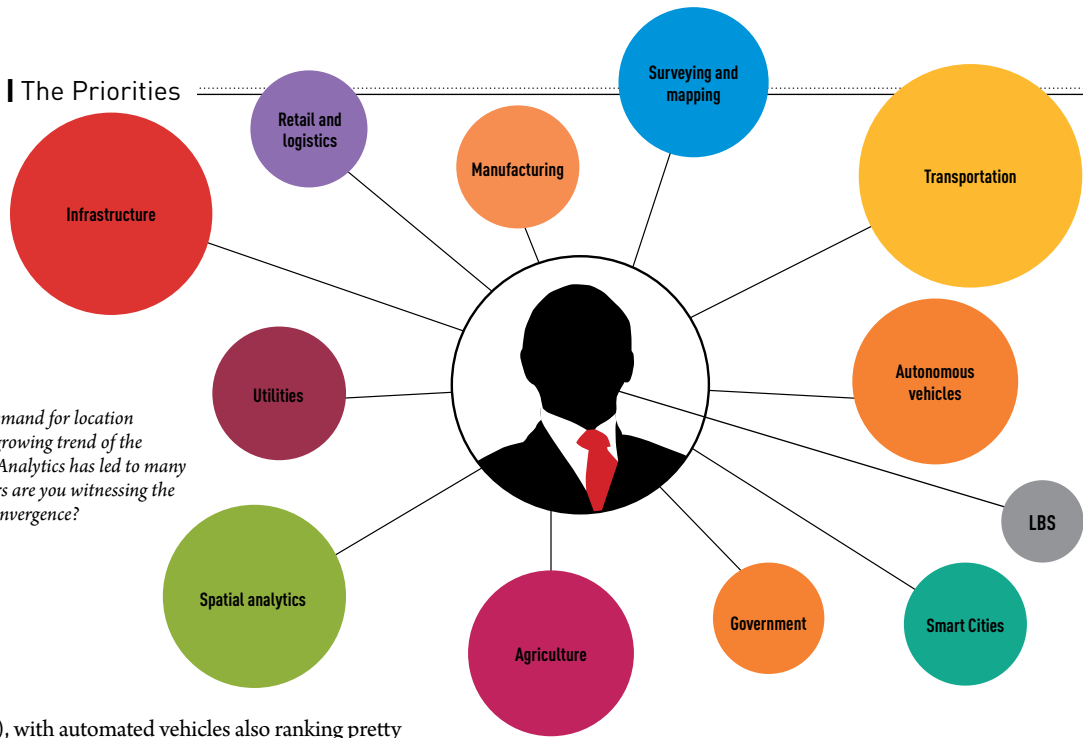 The Priorities
Surveying and
mapping
Retail and
logistics
Manufacturing
Transportation
Infrastructure
Autonomous
vehicles
Utilities
mand for location
growing trend of the
Analytics has led to many
rs are you witnessing the
nvergence?
LBS
Spatial analytics
Government
Smart Cities
Agriculture
), with automated vehicles also ranking pretty